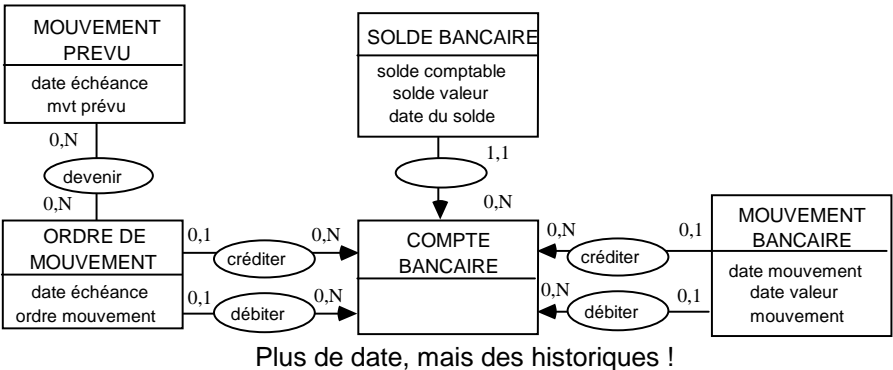 MOUVEMENT
PREVU
date échéance
mvt prévu
SOLDE BANCAIRE
solde comptable
solde valeur
date du solde
0,N
devenir
0,N
1,1
0,N
ORDRE DE
MOUVEMENT
date échéance
ordre mouvement
0,1
créditer
0,N
0,1
débiter
0,N
COMPTE
BANCAIRE
0,N
créditer
0,1
0,N
débiter
0,1
MOUVEMENT
BANCAIRE
date mouvement
date valeur
mouvement
Plus de date, mais des historiques !